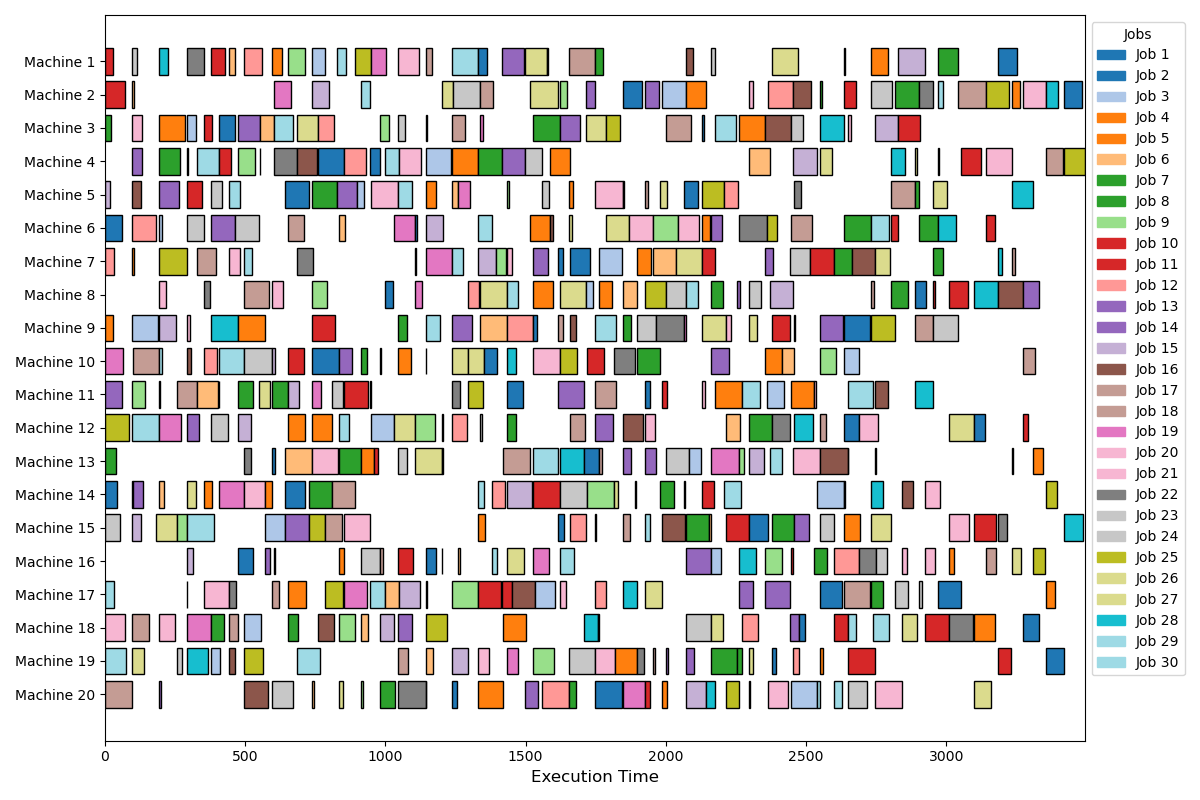 Machine 1
Machine 2
Machine 3
Machine 4
Machine 5
Machine 6
Machine 7
Machine 8
Machine 9
Machine 10
Machine 11
Machine 12
Machine 13
Machine 14
Machine 15
Machine 16
Machine 17
Machine 18
Machine 19
Machine 20
0 500 1000 1500 2000 2500 3000
Execution Time
Jobs
Job 1
Job 2
Job 3
Job 4
Job 5
Job 6
Job 7
Job 8
Job 9
Job 10
Job 11
Job 12
Job 13
Job 14
Job 15
Job 16
Job 17
Job 18
Job 19
Job 20
Job 21
Job 22
Job 23
Job 24
Job 25
Job 26
Job 27
Job 28
Job 29
Job 30